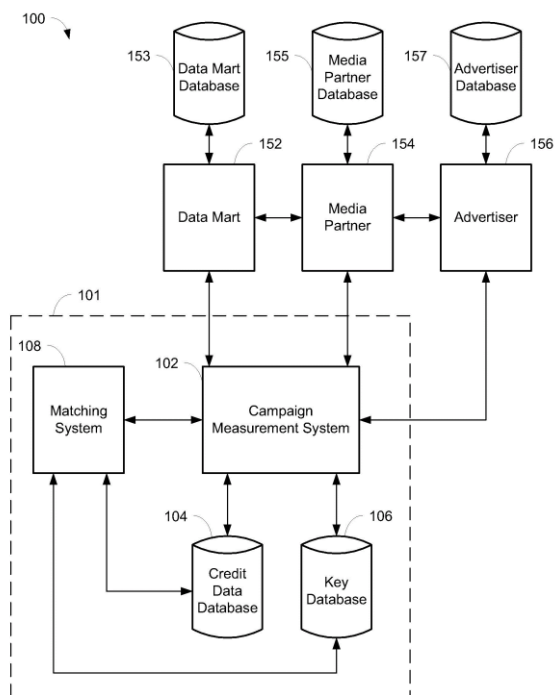 100
153
Data Mart
Database
155
Media
Partner
Database
157
Advertiser
Database
152
Data Mart
154
Media
Partner
156
Advertiser
101
108
Matching
System
102
Campaign
Measurement System
104
Credit
Data
Database
106
Key
Database